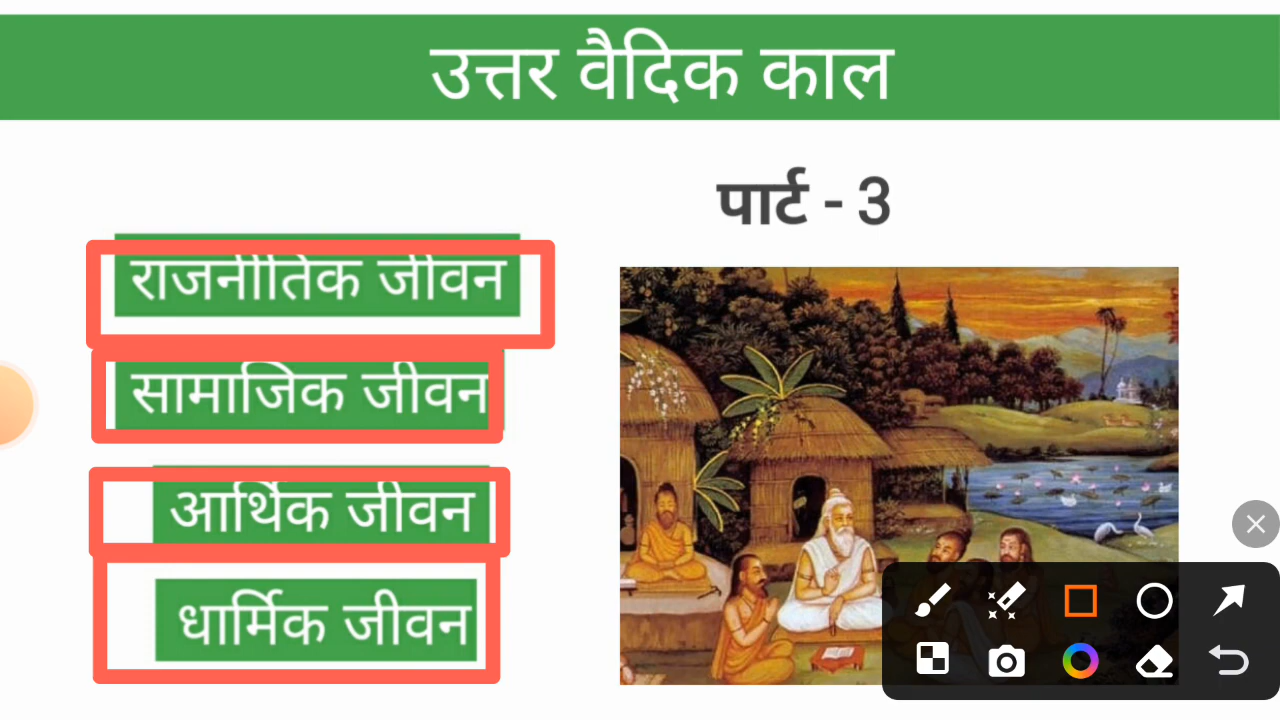 उत्तर वैदिक काल
पार्ट - 3
राजनीतिक जीवन
सामाजिक जीवन
आर्थिक जीवन
धार्मिक जीवन